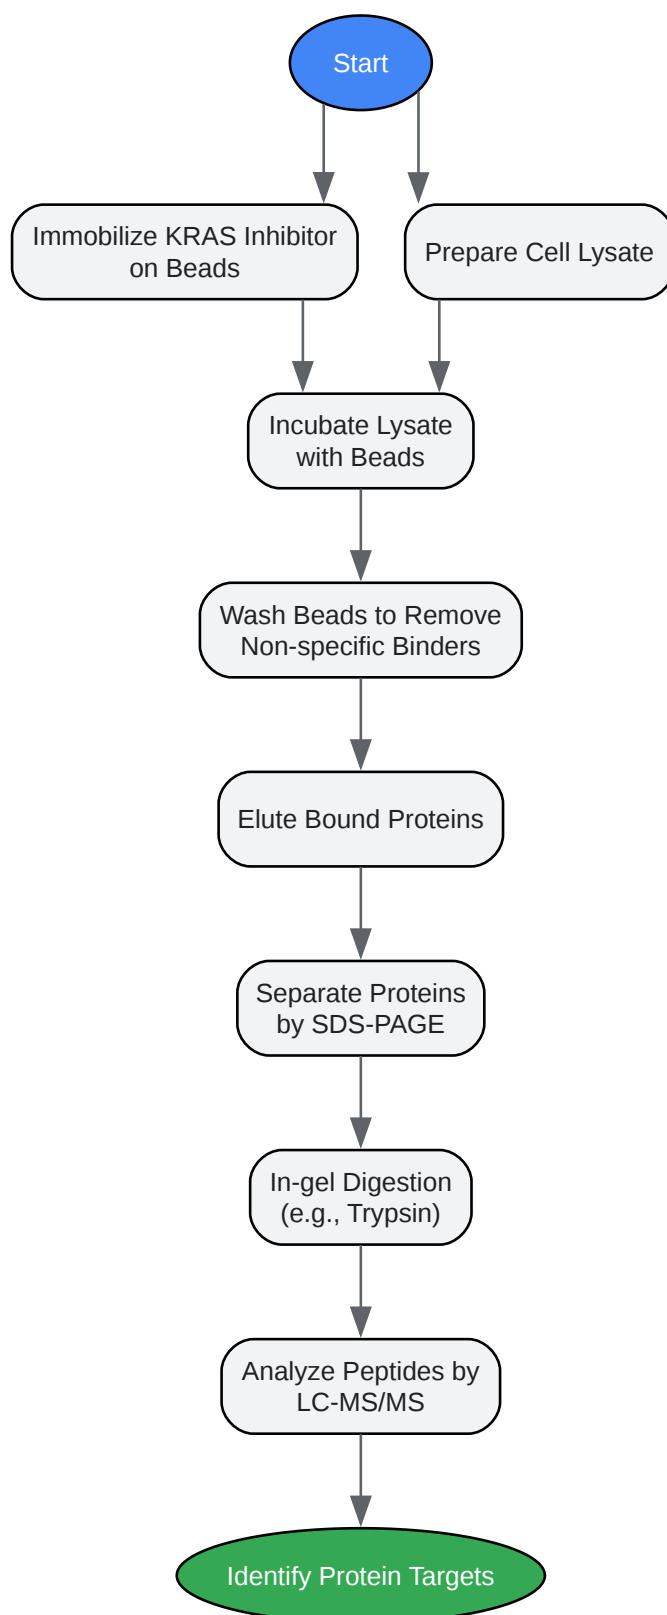 Start
Immobilize KRAS Inhibitor
on Beads
Prepare Cell Lysate
Incubate Lysate
with Beads
Wash Beads to Remove
Non-specific Binders
Elute Bound Proteins
Separate Proteins
by SDS-PAGE
In-gel Digestion
(e.g., Trypsin)
Analyze Peptides by
LC-MS/MS
Identify Protein Targets